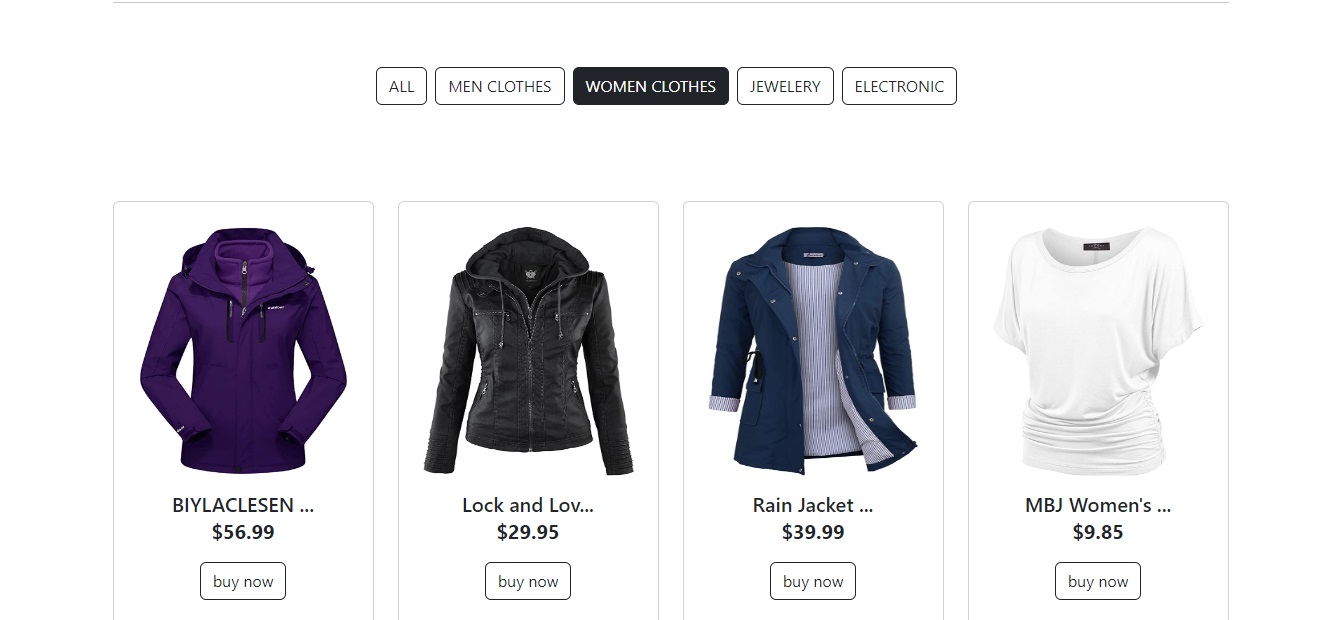 ALL
MEN CLOTHES
WOMEN CLOTHES
JEWELERY
ELECTRONIC
BIYLACLESEN ...
Lock and Lov...
Rain Jacket ...
MBJ Women's ...
$56.99
$29.95
$39.99
$9.85
buy now
buy now
buy now
buy now